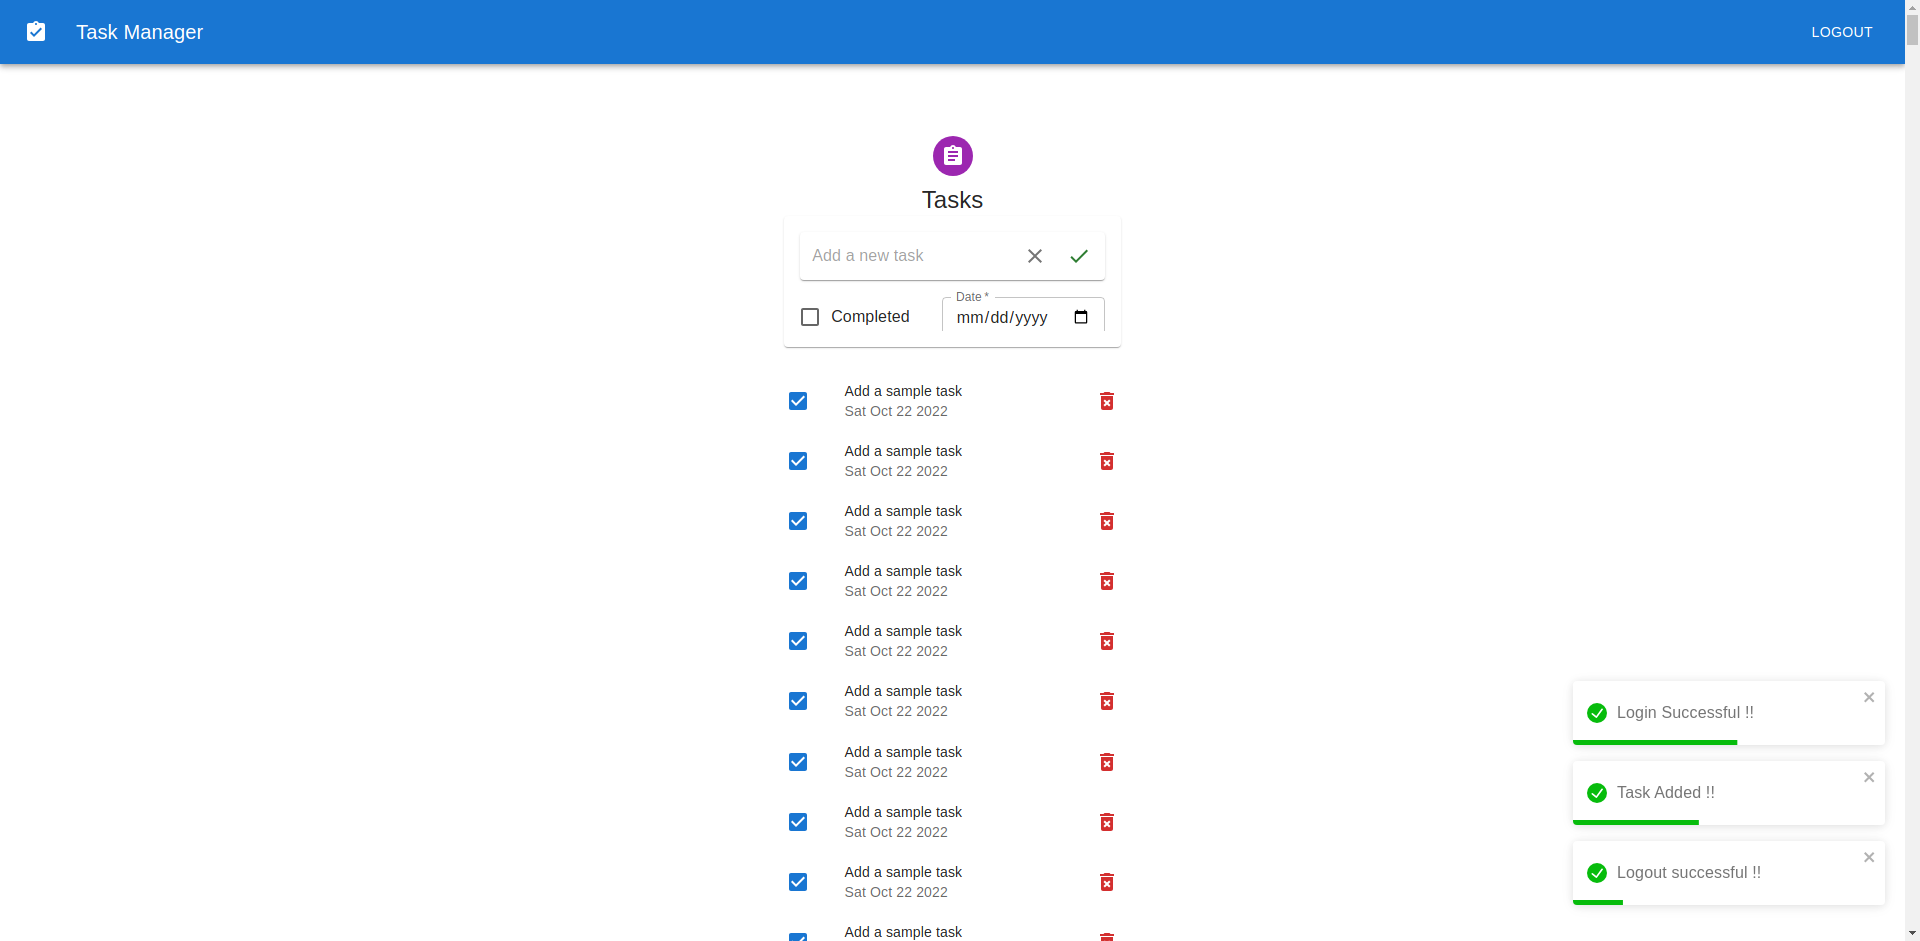 Task Manager
LOGOUT
Tasks
Add a new task
Date *
Completed
mm/dd/yyyy
Add a sample task
Sat Oct 22 2022
Add a sample task
Sat Oct 22 2022
Add a sample task
Sat Oct 22 2022
Add a sample task
Sat Oct 22 2022
Add a sample task
Sat Oct 22 2022
Add a sample task
Sat Oct 22 2022
Add a sample task
Sat Oct 22 2022
Add a sample task
Sat Oct 22 2022
Add a sample task
Sat Oct 22 2022
Add a sample task
Login Successful !!
Task Added !!
Logout successful !!